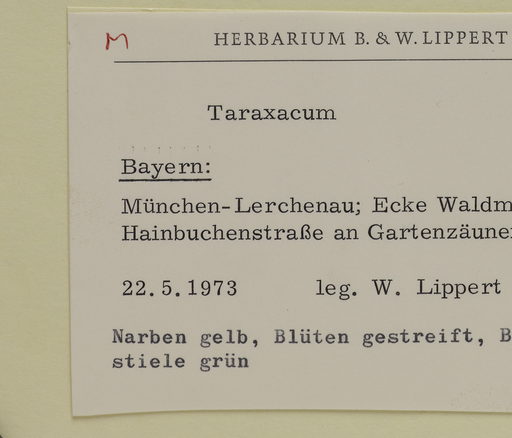 M HERBARIUM B. & W. LIPPERT
Taraxacum
Bayern:
München-Lerchenau; Ecke
Hainbuchenstraße an
22.5.1973 leg. W. Lippert
Narben gelb, Blüten gestreift,
stiele grün